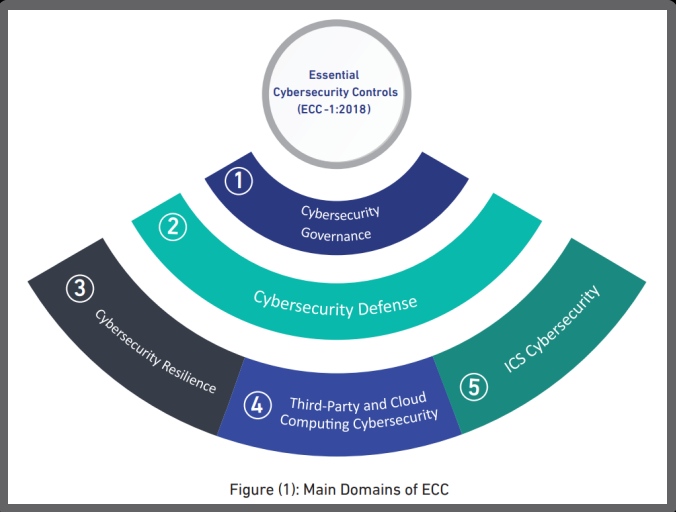 Essential
Cybersecurity Controls
(ECC-1:2018)
1
Cybersecurity
Governance
2
Cybersecurity Defense
3
Cybersecurity Resilience
4
Third-Party and Cloud
Computing Cybersecurity
5
ICS Cybersecurity
Figure (1): Main Domains of ECC